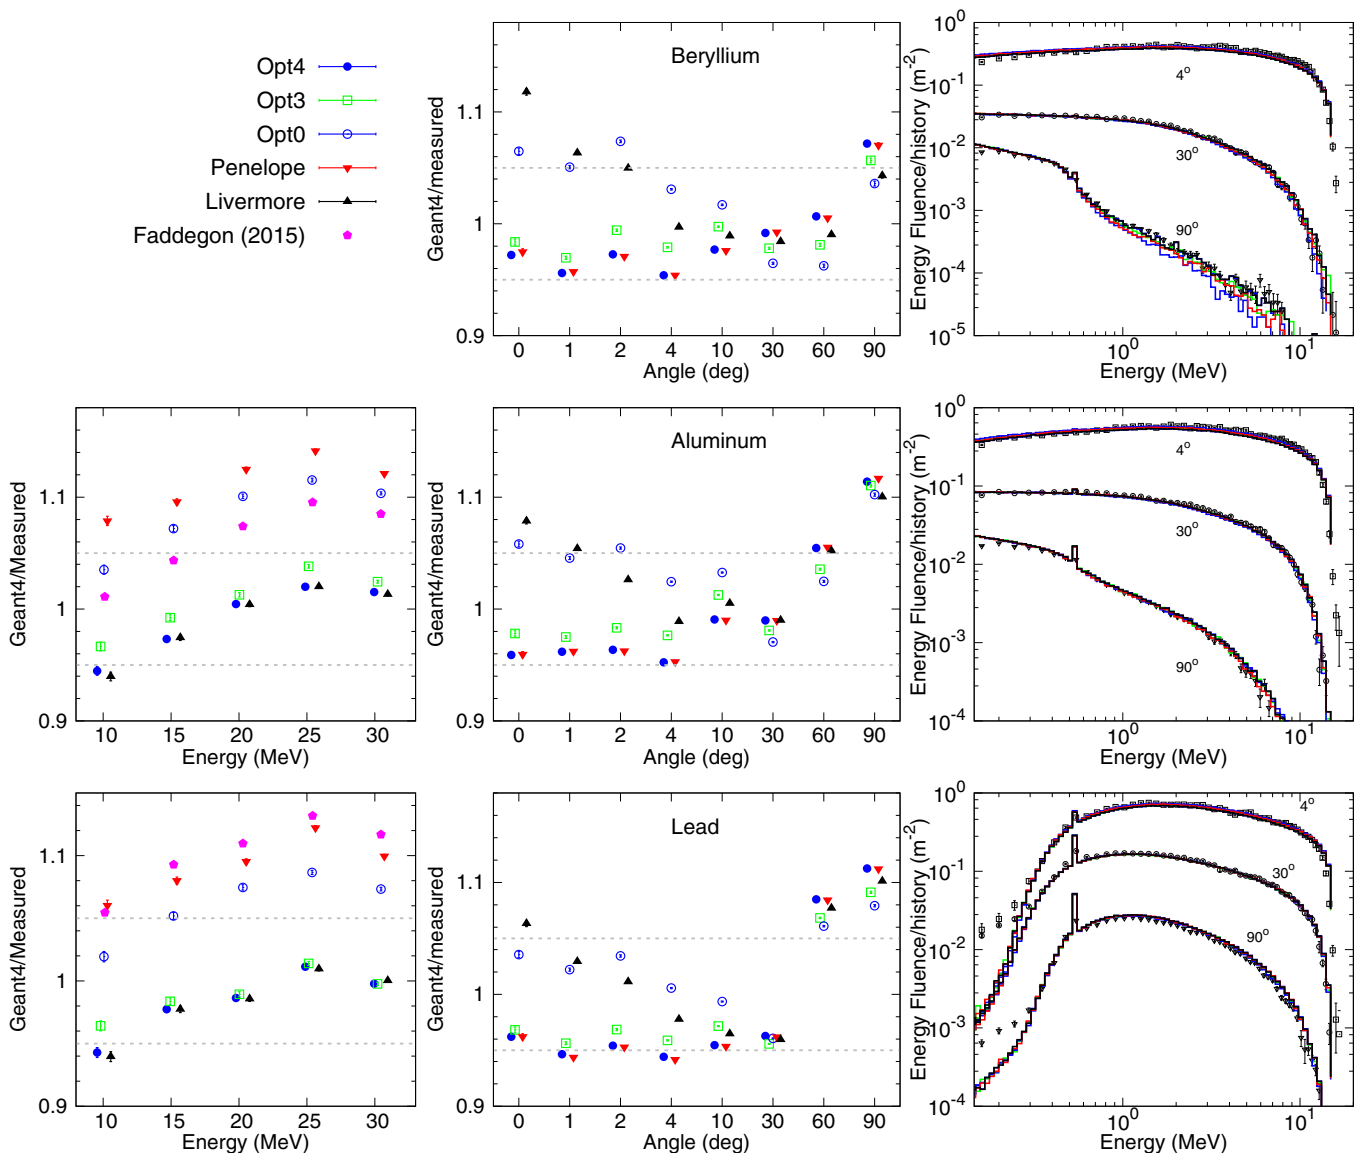 Opt4
Opt3
Opt0
Penelope
Livermore
Faddegon (2015)
Beryllium
Geant4/measured
1.1
1
0.9
0 1 2 4 10 30 60 90
Angle (deg)
Energy Fluence/history (m-2)
10^0
10^-1
10^-2
10^-3
10^-4
10^-5
4°
30°
90°
10^0 10^1
Energy (MeV)
Geant4/Measured
1.1
1
0.9
10 15 20 25 30
Energy (MeV)
Aluminum
Geant4/measured
1.1
1
0.9
0 1 2 4 10 30 60 90
Angle (deg)
Energy Fluence/history (m-2)
10^0
10^-1
10^-2
10^-3
10^-4
4°
30°
90°
10^0 10^1
Energy (MeV)
Geant4/Measured
1.1
1
0.9
10 15 20 25 30
Energy (MeV)
Lead
Geant4/measured
1.1
1
0.9
0 1 2 4 10 30 60 90
Angle (deg)
Energy Fluence/history (m-2)
10^0
10^-1
10^-2
10^-3
10^-4
4°
30°
90°
10^0 10^1
Energy (MeV)